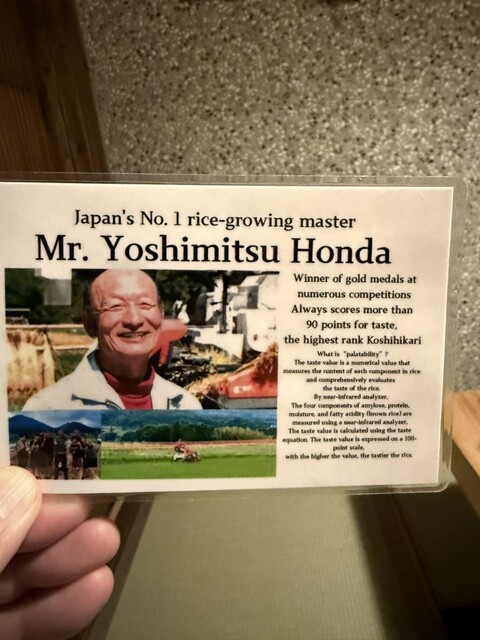 Japan's No. 1 rice-growing master
Mr. Yoshimitsu Honda
Winner of gold medals at
numerous competitions
Always scores more than
90 points for taste,
the highest rank Koshihikari
What is "palatability" ?
The taste value is a numerical value that
measures the content of each component in rice
and comprehensively evaluates
the taste of the rice.
By near-infrared analyzer,
The four components of amylose, protein,
moisture, and fatty acidity (brown rice) are
measured using a near-infrared analyzer,
The taste value is calculated using the taste
equation. The taste value is expressed on a 100-
point scale,
with the higher the value, the tastier the rice.